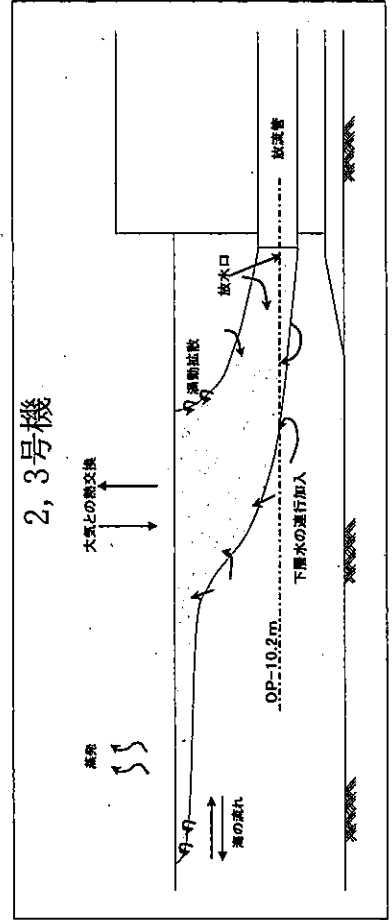 2, 3号機
蒸発
大気との熱交換
渦動拡散
放水口
放流管
海の流れ
OP-10.2m
下層水の連行加入